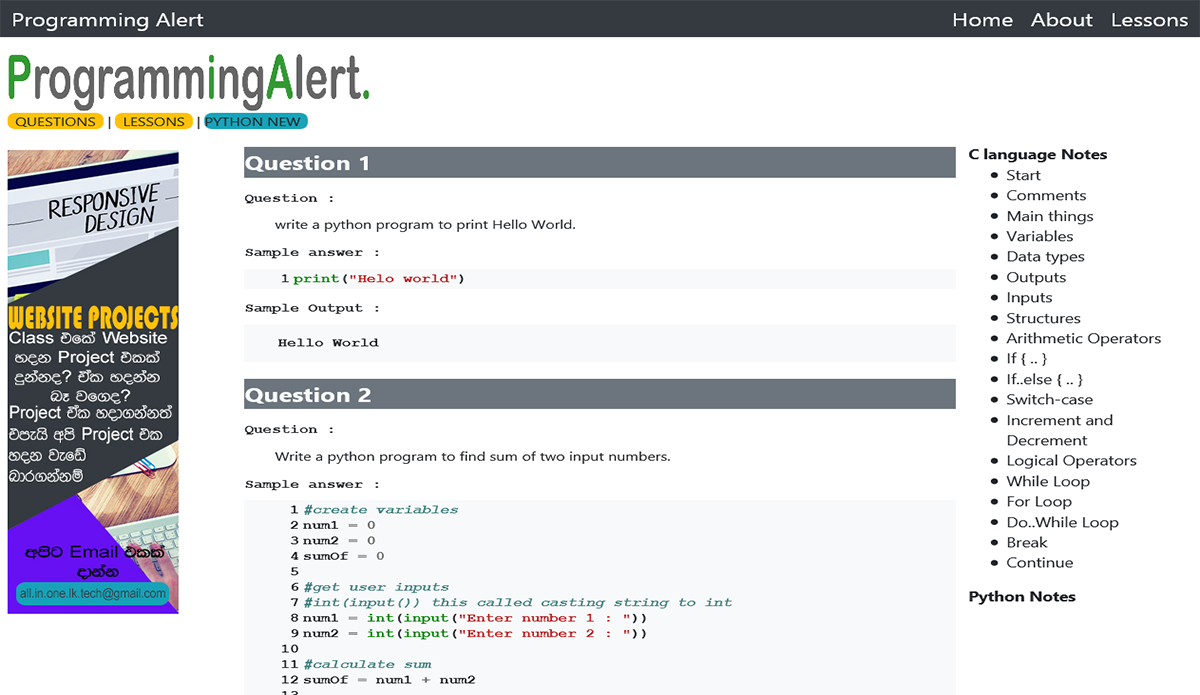 Programming Alert
Home About Lessons
ProgrammingAlert.
QUESTIONS | LESSONS | PYTHON NEW
RESPONSIVE
DESIGN
WEBSITE PROJECTS
Class එකේ Website
හදන Project එකක්
දුන්නද? ඒක හදන්න
බෑ වගෙද?
Project ඒක හදාගන්නත්
එපැයි අපි Project එක
හදන වැඩේ
බාරගන්නම්
අපිට Email එකක්
දාන්න
all.in.one.lk.tech@gmail.com
Question 1
Question :
write a python program to print Hello World.
Sample answer :
1 print("Helo world")
Sample Output :
Hello World
Question 2
Question :
Write a python program to find sum of two input numbers.
Sample answer :
1 #create variables
2 num1 = 0
3 num2 = 0
4 sumOf = 0
5
6 #get user inputs
7 #int(input()) this called casting string to int
8 num1 = int(input("Enter number 1 : "))
9 num2 = int(input("Enter number 2 : "))
10
11 #calculate sum
12 sumOf = num1 + num2
13
C language Notes
Start
Comments
Main things
Variables
Data types
Outputs
Inputs
Structures
Arithmetic Operators
If { .. }
If..else { .. }
Switch-case
Increment and
Decrement
Logical Operators
While Loop
For Loop
Do..While Loop
Break
Continue
Python Notes